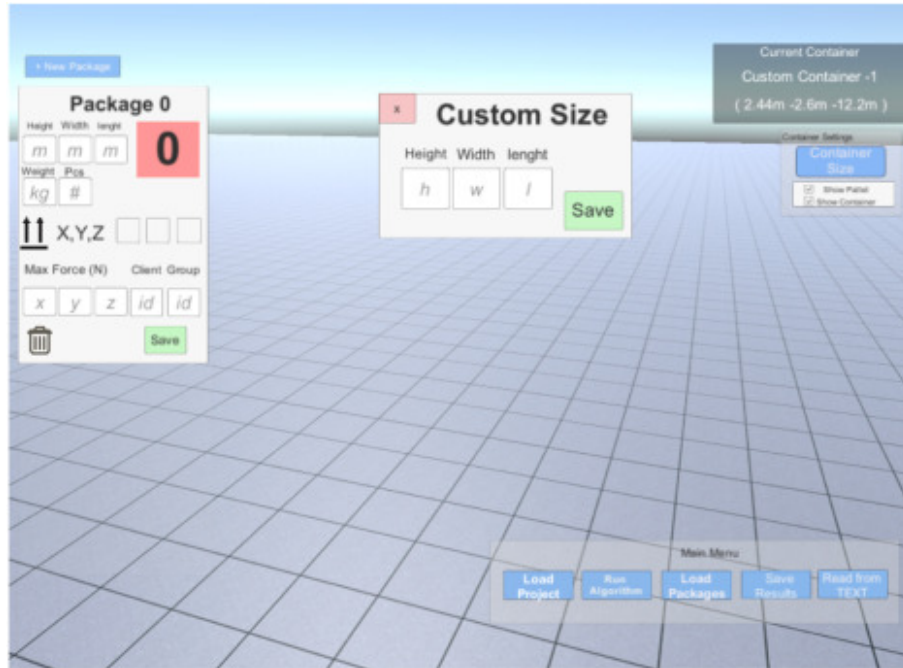 + New Package
Package 0
Height Width lenght
m m m
0
Weight Pcs
kg #
X,Y,Z
Max Force (N) Client Group
x y z id id
Save
x
Custom Size
Height Width lenght
h w l
Save
Current Container
Custom Container -1
( 2.44m -2.6m -12.2m )
Container Settings
Container
Size
Show Pallet
Show Container
Main Menu
Load
Project
Run
Algorithm
Load
Packages
Save
Results
Read from
TEXT